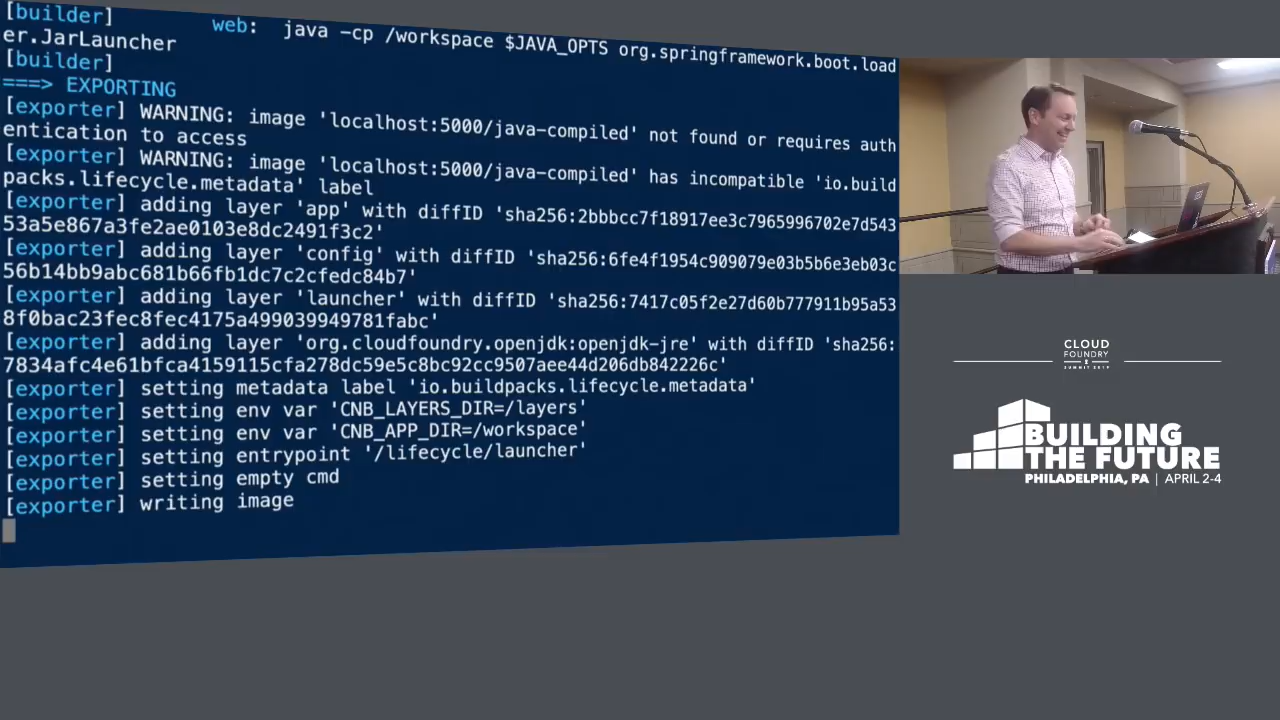 [builder] web: java -cp /workspace $JAVA_OPTS org.springframework.boot.load
er.JarLauncher
[builder]
===> EXPORTING
[exporter] WARNING: image 'localhost:5000/java-compiled' not found or requires auth
entication to access
[exporter] WARNING: image 'localhost:5000/java-compiled' has incompatible 'io.build
packs.lifecycle.metadata' label
[exporter] adding layer 'app' with diffID 'sha256:2bbbcc7f18917ee3c7965996702e7d543
53a5e867a3fe2ae0103e8dc2491f3c2'
[exporter] adding layer 'config' with diffID 'sha256:6fe4f1954c909079e03b5b6e3eb03c
56b14bb9abc681b66fb1dc7c2cfedc84b7'
[exporter] adding layer 'launcher' with diffID 'sha256:7417c05f2e27d60b777911b95a53
8f0bac23fec8fec4175a499039949781fabc'
[exporter] adding layer 'org.cloudfoundry.openjdk:openjdk-jre' with diffID 'sha256:
7834afc4e61bfca4159115cfa278dc59e5c8bc92cc9507aee44d206db842226c'
[exporter] setting metadata label 'io.buildpacks.lifecycle.metadata'
[exporter] setting env var 'CNB_LAYERS_DIR=/layers'
[exporter] setting env var 'CNB_APP_DIR=/workspace'
[exporter] setting entrypoint '/lifecycle/launcher'
[exporter] setting empty cmd
[exporter] writing image
CLOUD
FOUNDRY
SUMMIT 2019
BUILDING
THE FUTURE
PHILADELPHIA, PA | APRIL 2-4